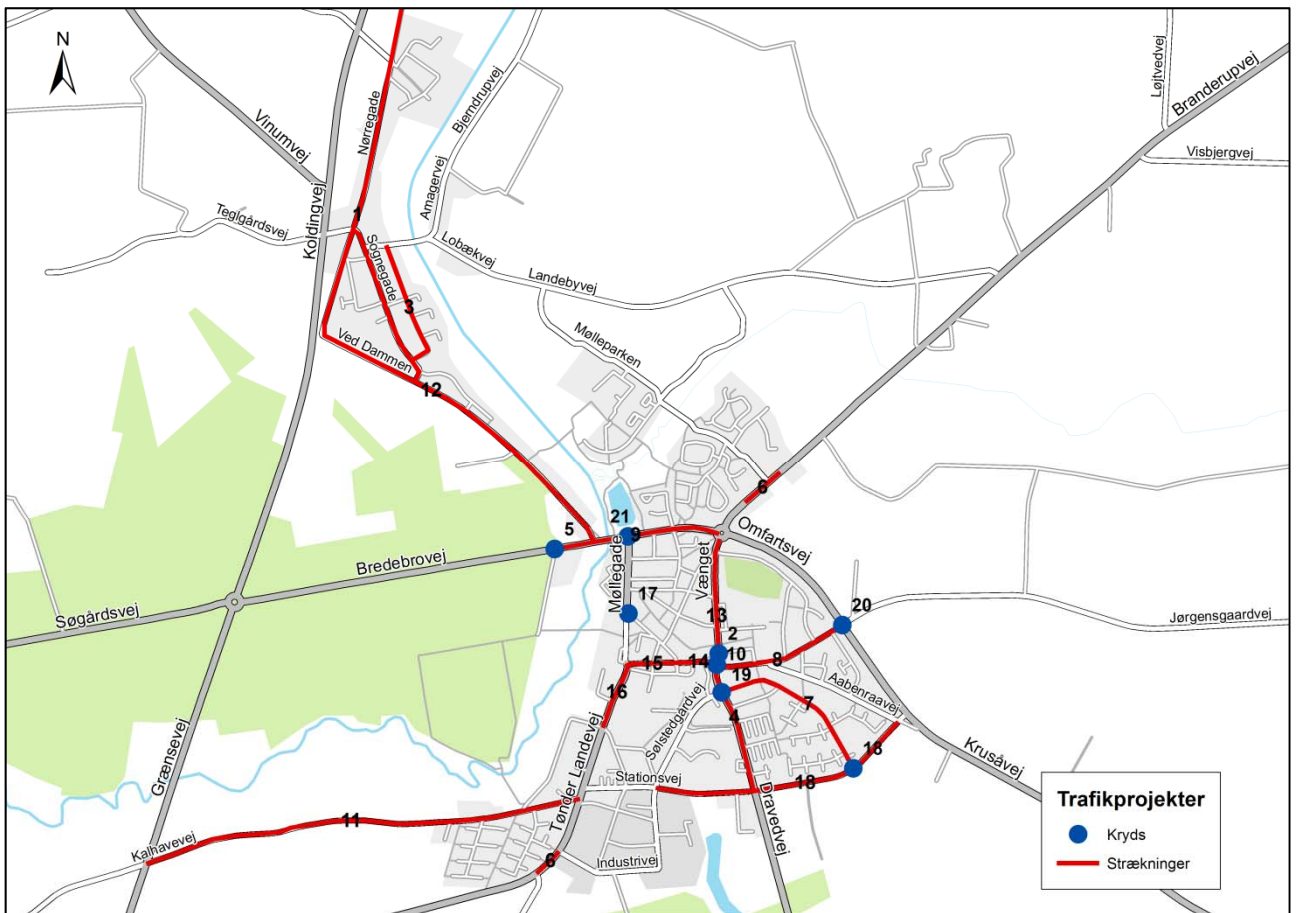 N
Vinumvej
Nørregade
Bjerndrupvej
Løjtvedvej
Branderupvej
Visbjergvej
Koldingvej
Amagervej
Teglgårdsvej
1
Sognegade
Lobækvej
Landebyvej
3
Ved Dammen
12
Mølleparken
6
21
5
9
Omfartsvej
Bredebrovej
Møllegade
Vænget
17
20
Søgårdsvej
13
Jørgensgaardvej
2
10
14
15
8
19
Aabenraavej
16
4
7
Sølstedgårdvej
Grænsevej
Tønder Landevej
18
Krusåvej
Stationsvej
18
Dravedvej
11
Kalhavevej
6
Industrivej
Trafikprojekter
Kryds
Strækninger